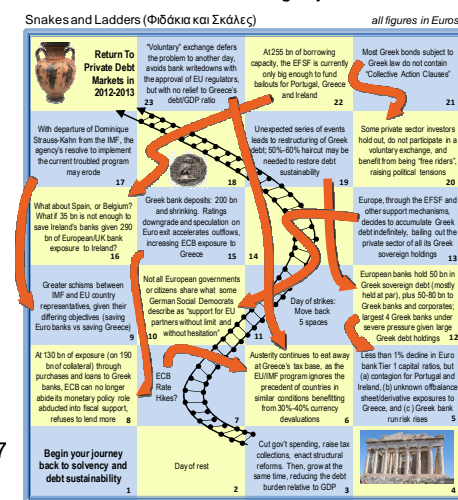 Snakes and Ladders (Φιδάκια και Σκάλες)
all figures in Euros
Return To
Private Debt
Markets in
2012-2013
"Voluntary" exchange defers
the problem to another day,
avoids bank writedowns with
the approval of EU regulators,
but with no relief to Greece's
debt/GDP ratio
23
At 255 bn of borrowing
capacity, the EFSF is currently
only big enough to fund
bailouts for Portugal, Greece
and Ireland
22
Most Greek bonds subject to
Greek law do not contain
"Collective Action Clauses"
21
With departure of Dominique
Strauss-Kahn from the IMF, the
agency's resolve to implement
the current troubled program
may erode
17
18
Unexpected series of events
leads to restructuring of Greek
debt; 50%-60% haircut may be
needed to restore debt
sustainability
19
Some private sector investors
hold out, do not participate in a
voluntary exchange, and
benefit from being "free riders",
raising political tensions
20
What about Spain, or Belgium?
What if 35 bn is not enough to
save Ireland's banks given 290
bn of European/UK bank
exposure to Ireland?
16
Greek bank deposits: 200 bn
and shrinking. Ratings
downgrade and speculation on
Euro exit accelerates outflows,
increasing ECB exposure to
Greece
15
14
Europe, through the EFSF and
other support mechanisms,
decides to accumulate Greek
debt indefinitely, bailing out the
private sector of all its Greek
sovereign holdings
13
Greater schisms between
IMF and EU country
representatives, given their
differing objectives (saving
Euro banks vs saving Greece)
9
Not all European governments
or citizens share what some
German Social Democrats
describe as "support for EU
partners without limit and
without hesitation"
10
Day of strikes:
Move back
5 spaces
11
European banks hold 50 bn in
Greek sovereign debt (mostly
held at par), plus 50-80 bn to
Greek banks and corporates;
largest 4 Greek banks under
severe pressure given large
Greek debt holdings
12
At 130 bn of exposure (on 190
bn of collateral) through
purchases and loans to Greek
banks, ECB can no longer
abide its monetary policy role
abducted into fiscal support,
refuses to lend more
8
ECB
Rate
Hikes?
7
Austerity continues to eat away
at Greece's tax base, as the
EU/IMF program ignores the
precedent of countries in
similar conditions benefitting
from 30%-40% currency
devaluations
6
Less than 1% decline in Euro
bank Tier 1 capital ratios, but
(a) contagion for Portugal and
Ireland, (b) unknown offbalance
sheet/derivative exposures to
Greece, and (c) Greek bank
run risk rises
5
7
Begin your journey
back to solvency and
debt sustainability
1
Day of rest
2
Cut gov't spending, raise tax
collections, enact structural
reforms. Then, grow at the
same time, reducing the debt
burden relative to GDP
3
4